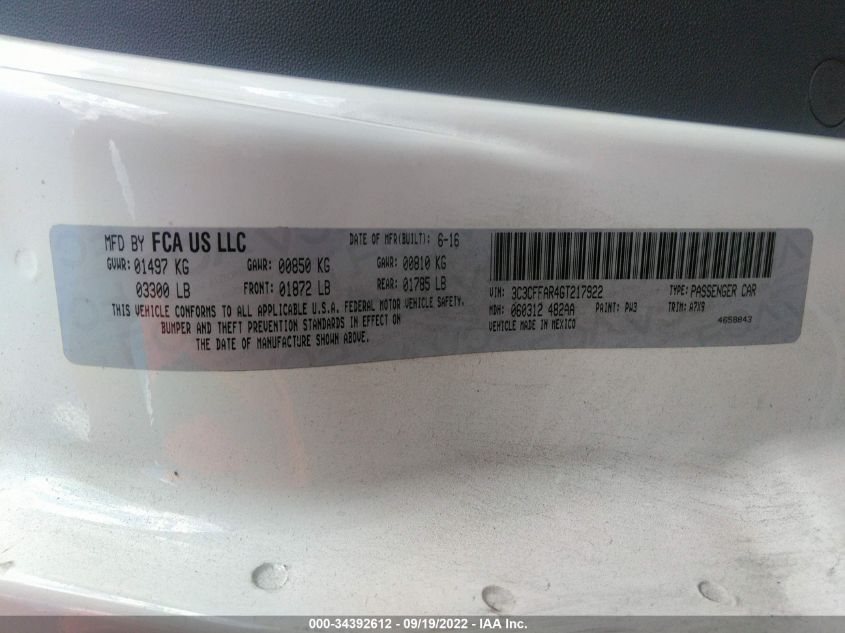 MFD BY FCA US LLC
DATE OF MFR(BUILT): 6-16
GVWR: 01497 KG GAWR: 00850 KG GAWR: 00810 KG
03300 LB FRONT: 01872 LB REAR: 01785 LB
THIS VEHICLE CONFORMS TO ALL APPLICABLE U.S.A. FEDERAL MOTOR VEHICLE SAFETY,
BUMPER AND THEFT PREVENTION STANDARDS IN EFFECT ON
THE DATE OF MANUFACTURE SHOWN ABOVE.
VIN: 3C3CFFAR4GT217922 TYPE: PASSENGER CAR
MDH: 060312 482AA PAINT: PW3 TRIM: A7X9
VEHICLE MADE IN MEXICO 4658843
000-34392612 - 09/19/2022 - IAA Inc.